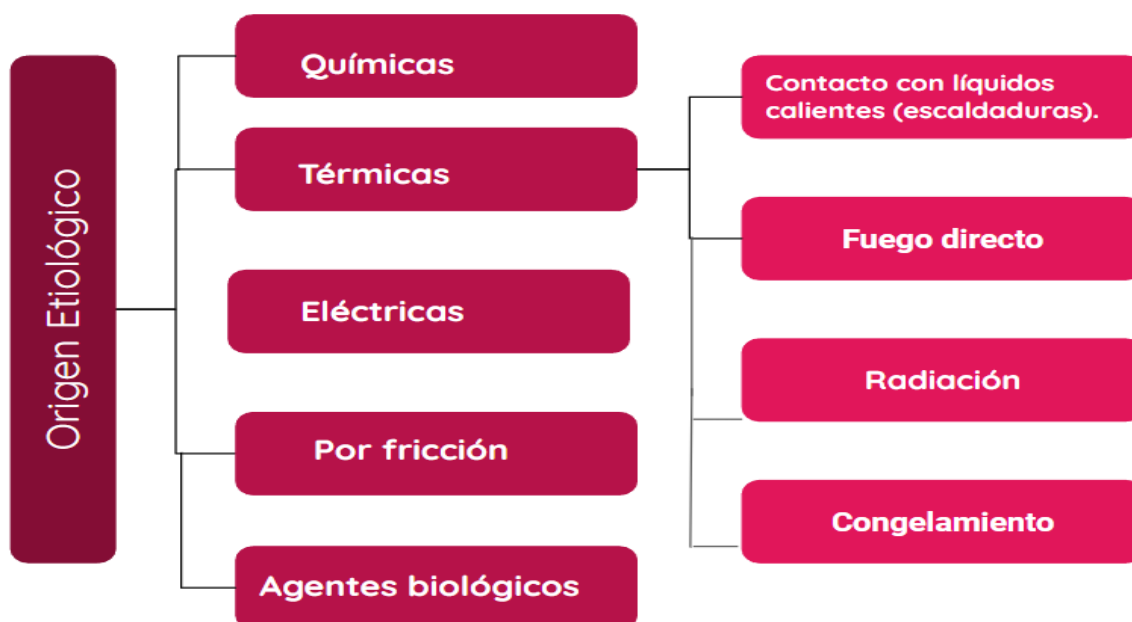 Origen Etiológico
Químicas
Térmicas
Eléctricas
Por fricción
Agentes biológicos
Contacto con líquidos
calientes (escaldaduras).
Fuego directo
Radiación
Congelamiento